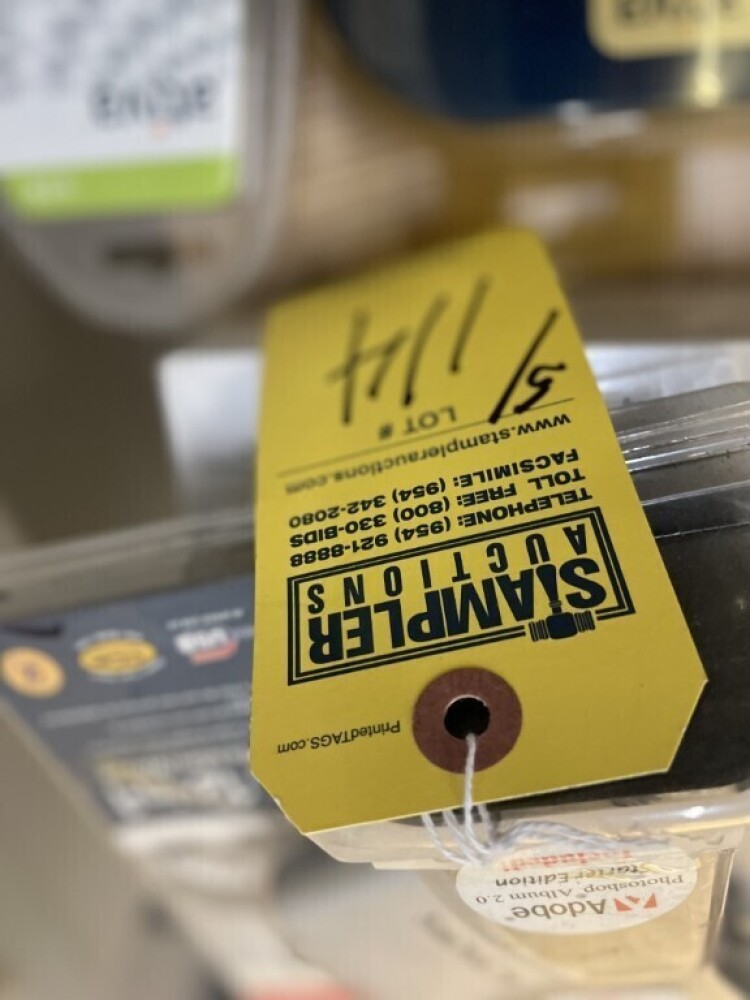 PrintedTAGS.com
STAMPLER
AUCTIONS
TELEPHONE: (954) 921-8888
TOLL FREE: (800) 330-BIDS
FACSIMILE: (954) 342-2080
www.stamplerauctions.com
LOT # 114
/5
Adobe®
Photoshop® Album 2.0
Starter Edition
Included!